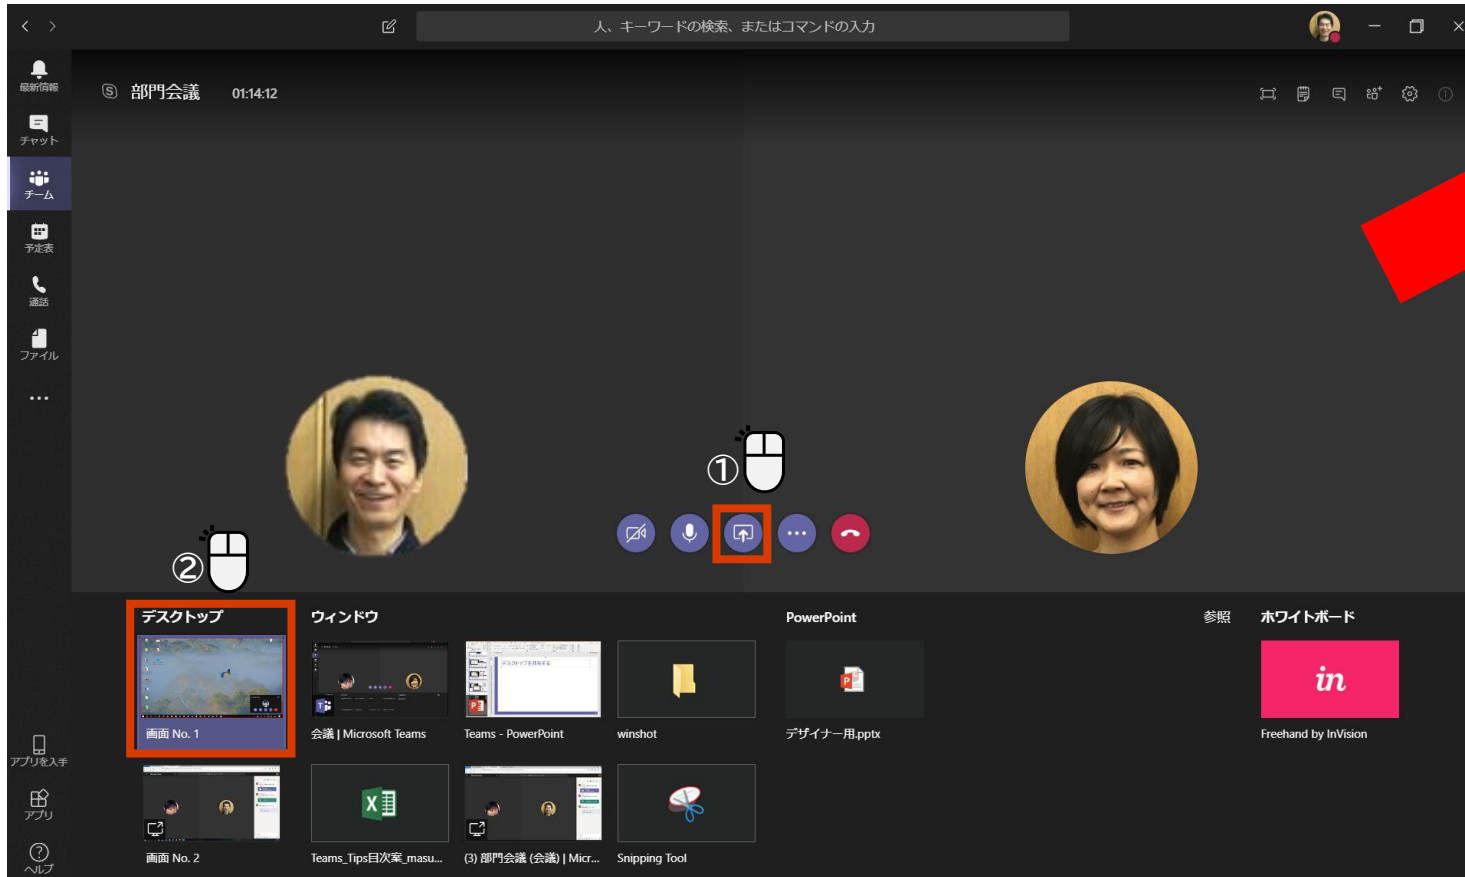 人、キーワードの検索、またはコマンドの入力
最新情報
チャット
チーム
予定表
通話
ファイル
アプリを入手
アプリ
ヘルプ
部門会議 01:14:12
①
②
デスクトップ
画面 No. 1
画面 No. 2
ウィンドウ
会議 | Microsoft Teams
Teams - PowerPoint
winshot
Teams_Tips目次案_masu...
(3) 部門会議 (会議) | Micr...
Snipping Tool
PowerPoint
参照
デザイナー用.pptx
ホワイトボード
in
Freehand by InVision